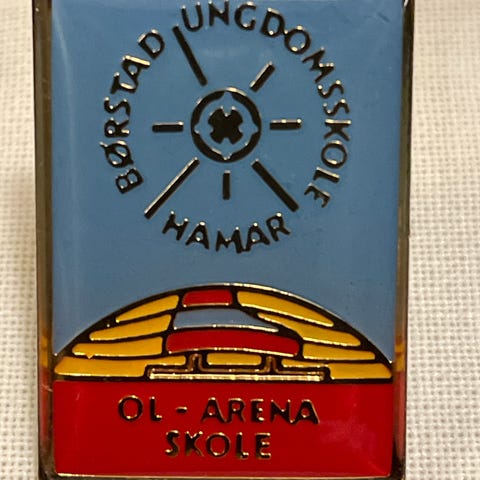 BØRSTAD UNGDOMSSKOLE
HAMAR
OL - ARENA
SKOLE